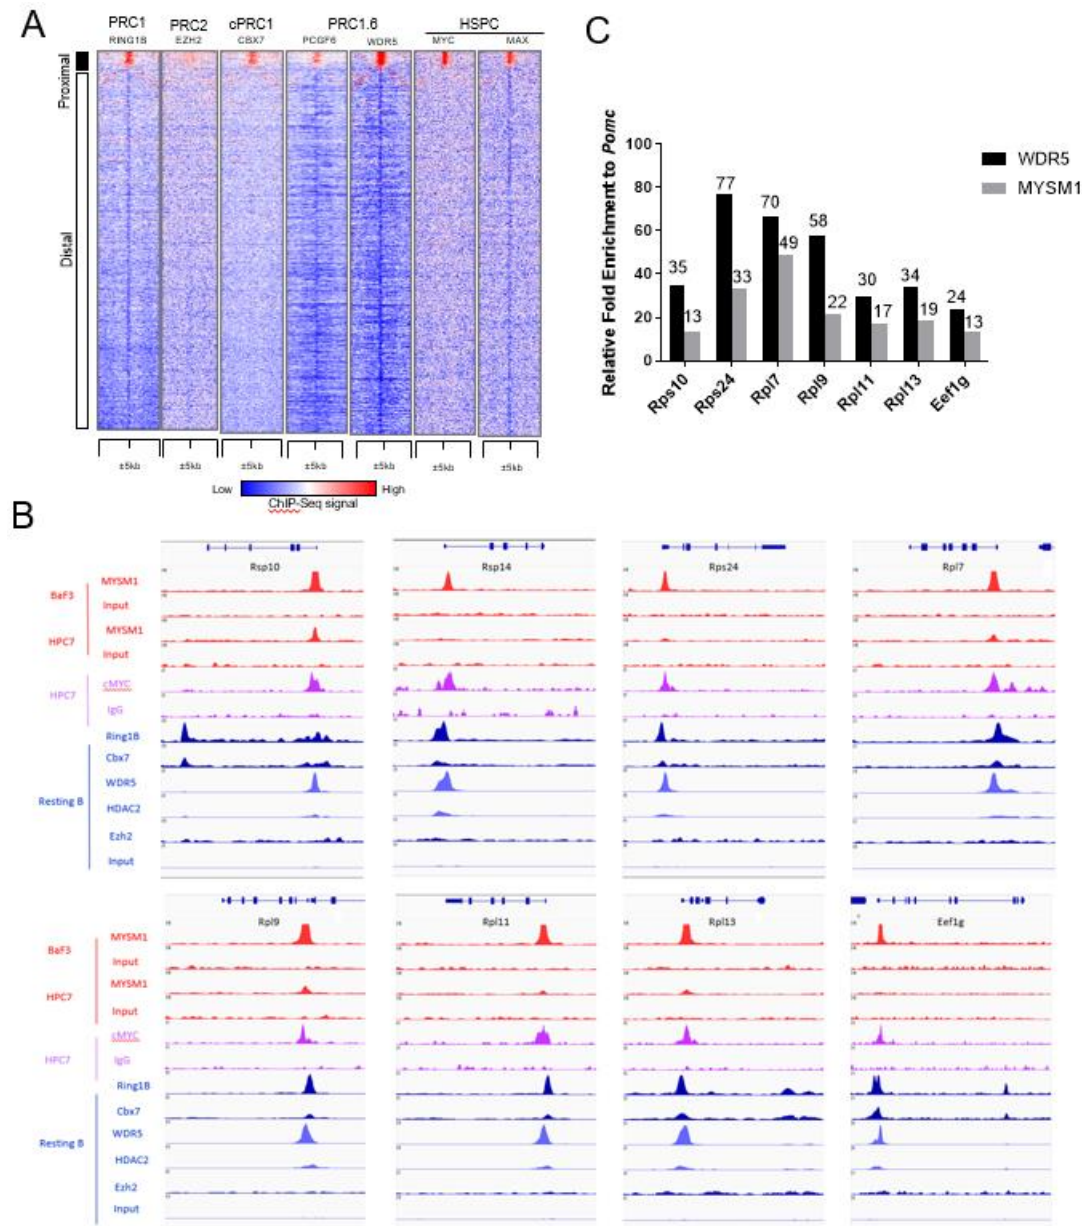 A
PRC1 PRC2 cPRC1 PRC1.6 HSPC
RING1B EZH2 CBX7 PCGF6 WDR5 MYC MAX
Proximal
Distal
±5kb ±5kb ±5kb ±5kb ±5kb ±5kb ±5kb
Low High
ChIP-Seq signal
C
Relative Fold Enrichment to Pomc
100
80
60
40
20
0
35 13 77 33 70 49 58 22 30 17 34 19 24 13
Rps10 Rps24 Rpl7 Rpl9 Rpl11 Rpl13 Eef1g
WDR5
MYSM1
B
Rsp10 Rsp14 Rps24 Rpl7
BaF3
HPC7
MYSM1
Input
MYSM1
Input
HPC7
cMYC
IgG
Resting B
Ring1B
Cbx7
WDR5
HDAC2
Ezh2
Input
Rpl9 Rpl11 Rpl13 Eef1g
BaF3
HPC7
MYSM1
Input
MYSM1
Input
HPC7
cMYC
IgG
Resting B
Ring1B
Cbx7
WDR5
HDAC2
Ezh2
Input